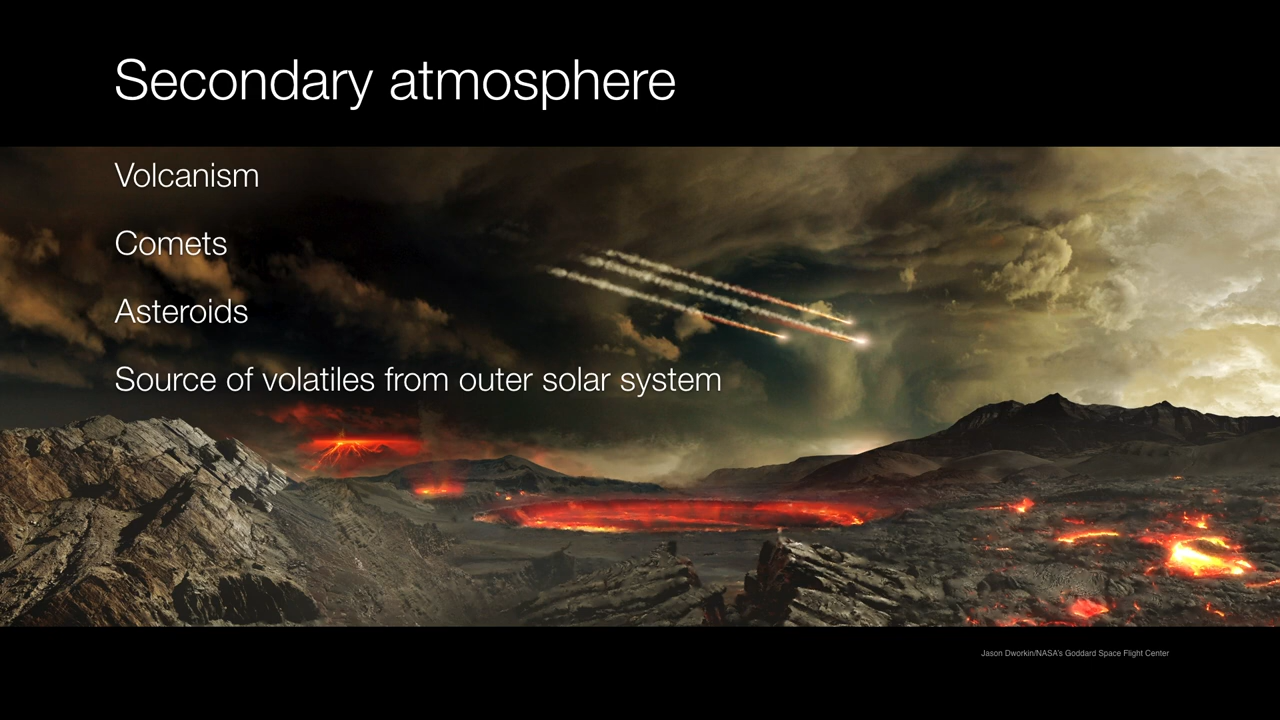 Secondary atmosphere
Volcanism
Comets
Asteroids
Source of volatiles from outer solar system
Jason Dworkin/NASA's Goddard Space Flight Center